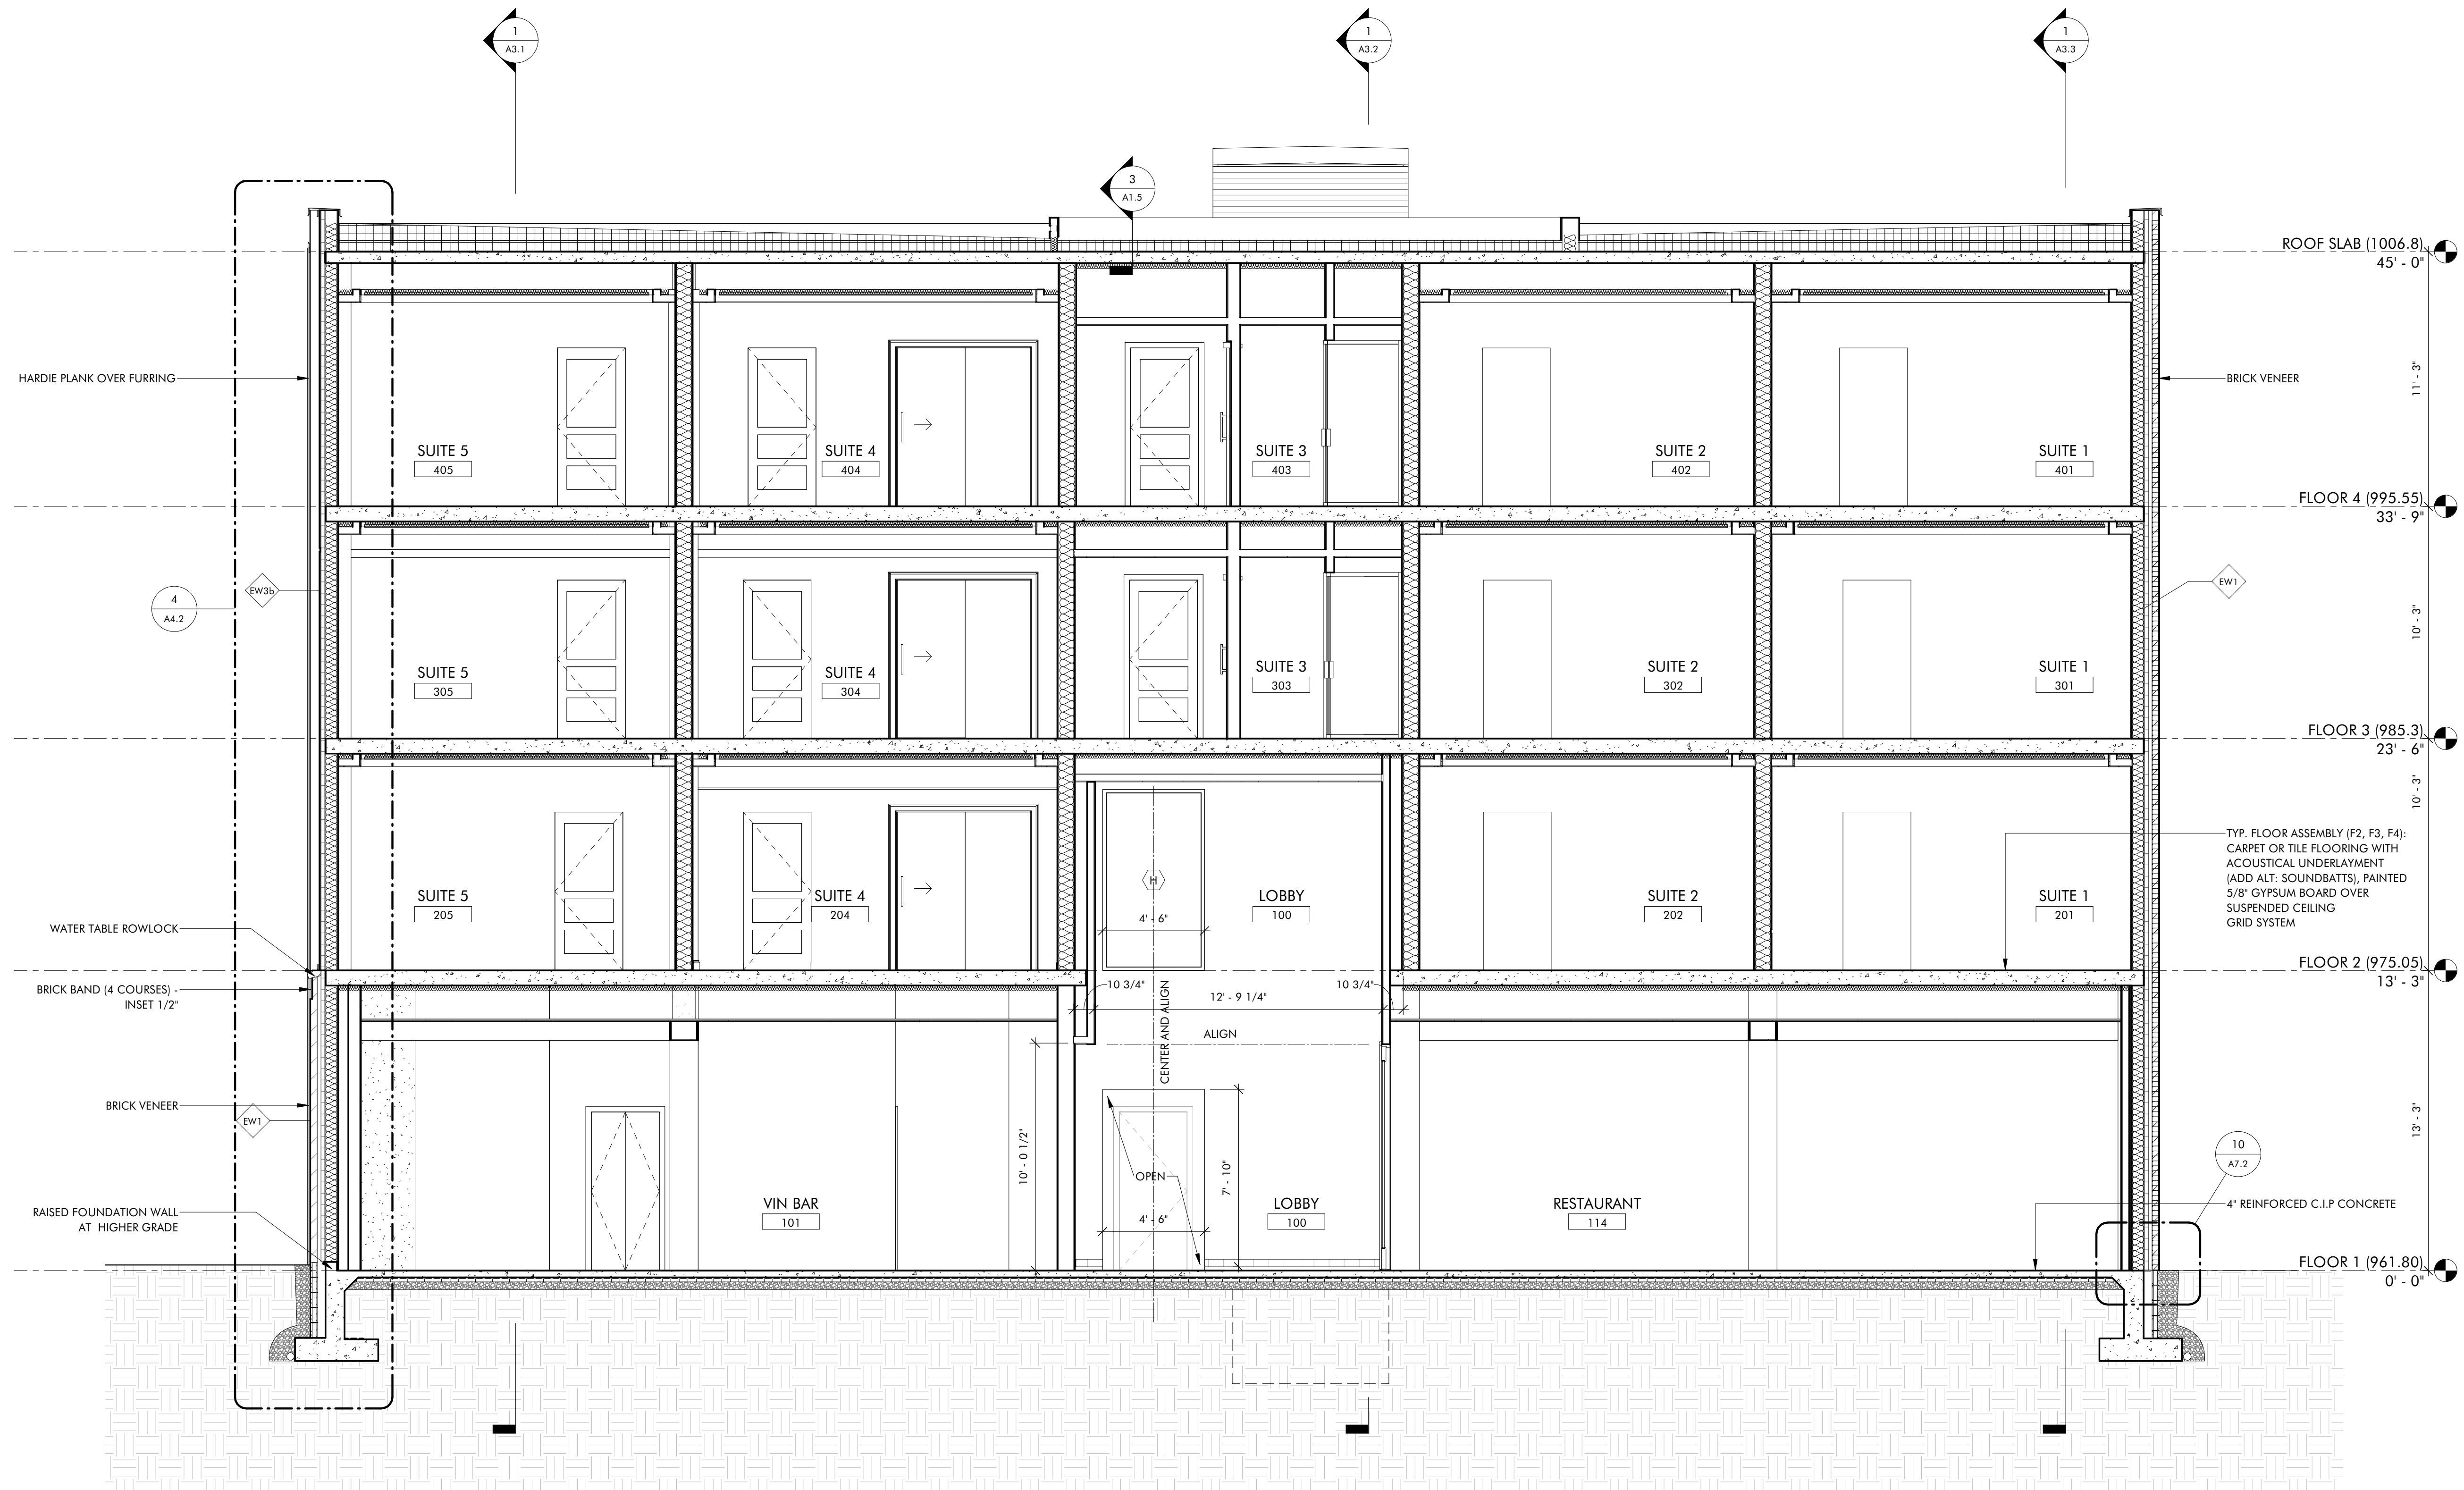 1
A3.1
1
A3.2
1
A3.3
3
A1.5
ROOF SLAB (1006.8)
45' - 0"
HARDIE PLANK OVER FURRING
BRICK VENEER
11' - 3"
SUITE 5
405
SUITE 4
404
SUITE 3
403
SUITE 2
402
SUITE 1
401
FLOOR 4 (995.55)
33' - 9"
4
A4.2
EW3b
EW1
10' - 3"
SUITE 5
305
SUITE 4
304
SUITE 3
303
SUITE 2
302
SUITE 1
301
FLOOR 3 (985.3)
23' - 6"
10' - 3"
TYP. FLOOR ASSEMBLY (F2, F3, F4):
CARPET OR TILE FLOORING WITH
ACOUSTICAL UNDERLAYMENT
(ADD ALT: SOUNDBATTS), PAINTED
5/8" GYPSUM BOARD OVER
SUSPENDED CEILING
GRID SYSTEM
H
SUITE 5
205
SUITE 4
204
LOBBY
100
4' - 6"
SUITE 2
202
SUITE 1
201
WATER TABLE ROWLOCK
FLOOR 2 (975.05)
13' - 3"
BRICK BAND (4 COURSES) -
INSET 1/2"
10 3/4"
12' - 9 1/4"
10 3/4"
CENTER AND ALIGN
ALIGN
BRICK VENEER
EW1
13' - 3"
10' - 0 1/2"
7' - 10"
OPEN
10
A7.2
RAISED FOUNDATION WALL
AT HIGHER GRADE
VIN BAR
101
4' - 6"
LOBBY
100
RESTAURANT
114
4" REINFORCED C.I.P CONCRETE
FLOOR 1 (961.80)
0' - 0"